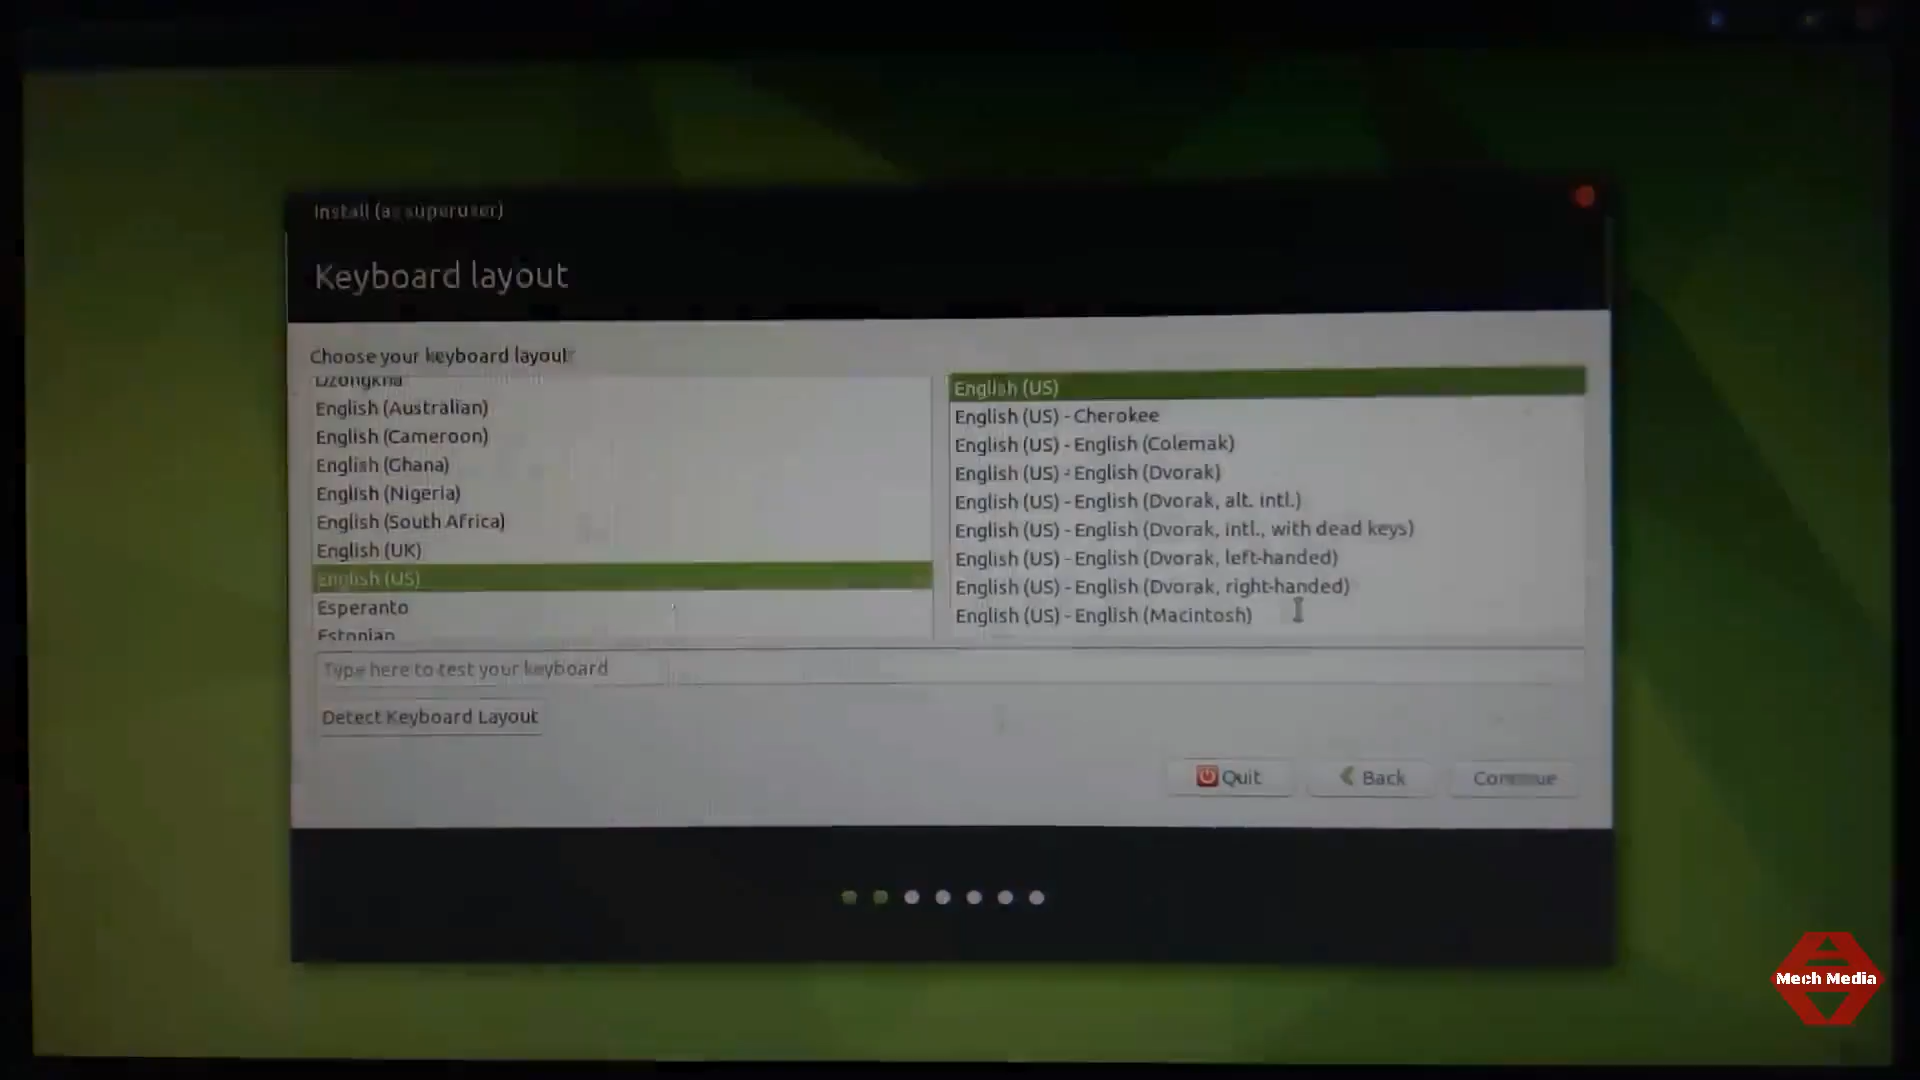 Install (as superuser)
Keyboard layout
Choose your keyboard layout:
Dzongkha
English (Australian)
English (Cameroon)
English (Ghana)
English (Nigeria)
English (South Africa)
English (UK)
English (US)
Esperanto
Estonian
English (US)
English (US) - Cherokee
English (US) - English (Colemak)
English (US) - English (Dvorak)
English (US) - English (Dvorak, alt. intl.)
English (US) - English (Dvorak, intl., with dead keys)
English (US) - English (Dvorak, left-handed)
English (US) - English (Dvorak, right-handed)
English (US) - English (Macintosh)
Type here to test your keyboard
Detect Keyboard Layout
Quit
Back
Continue
Mech Media